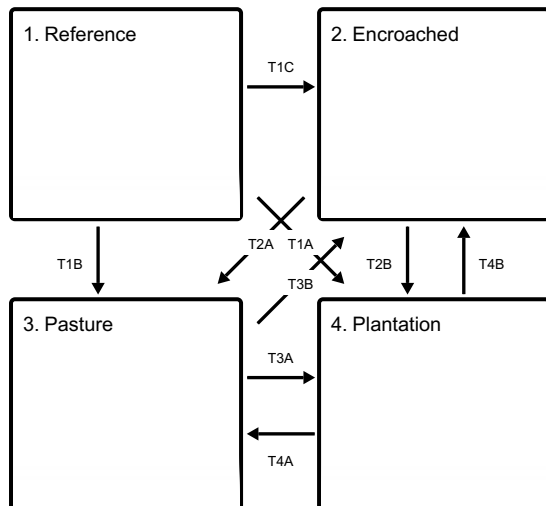 1. Reference
2. Encroached
T1C
T2A
T1A
T1B
T3B
T2B
T4B
3. Pasture
4. Plantation
T3A
T4A